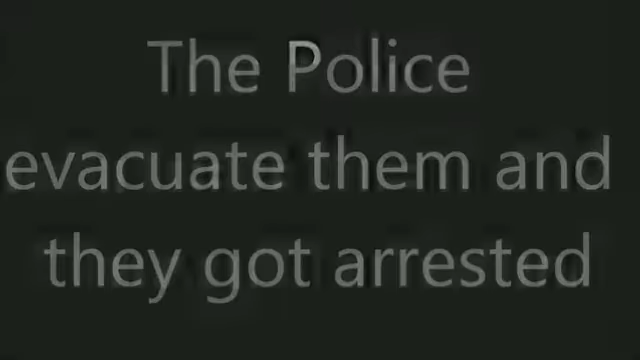 The Police
evacuate them and
they got arrested